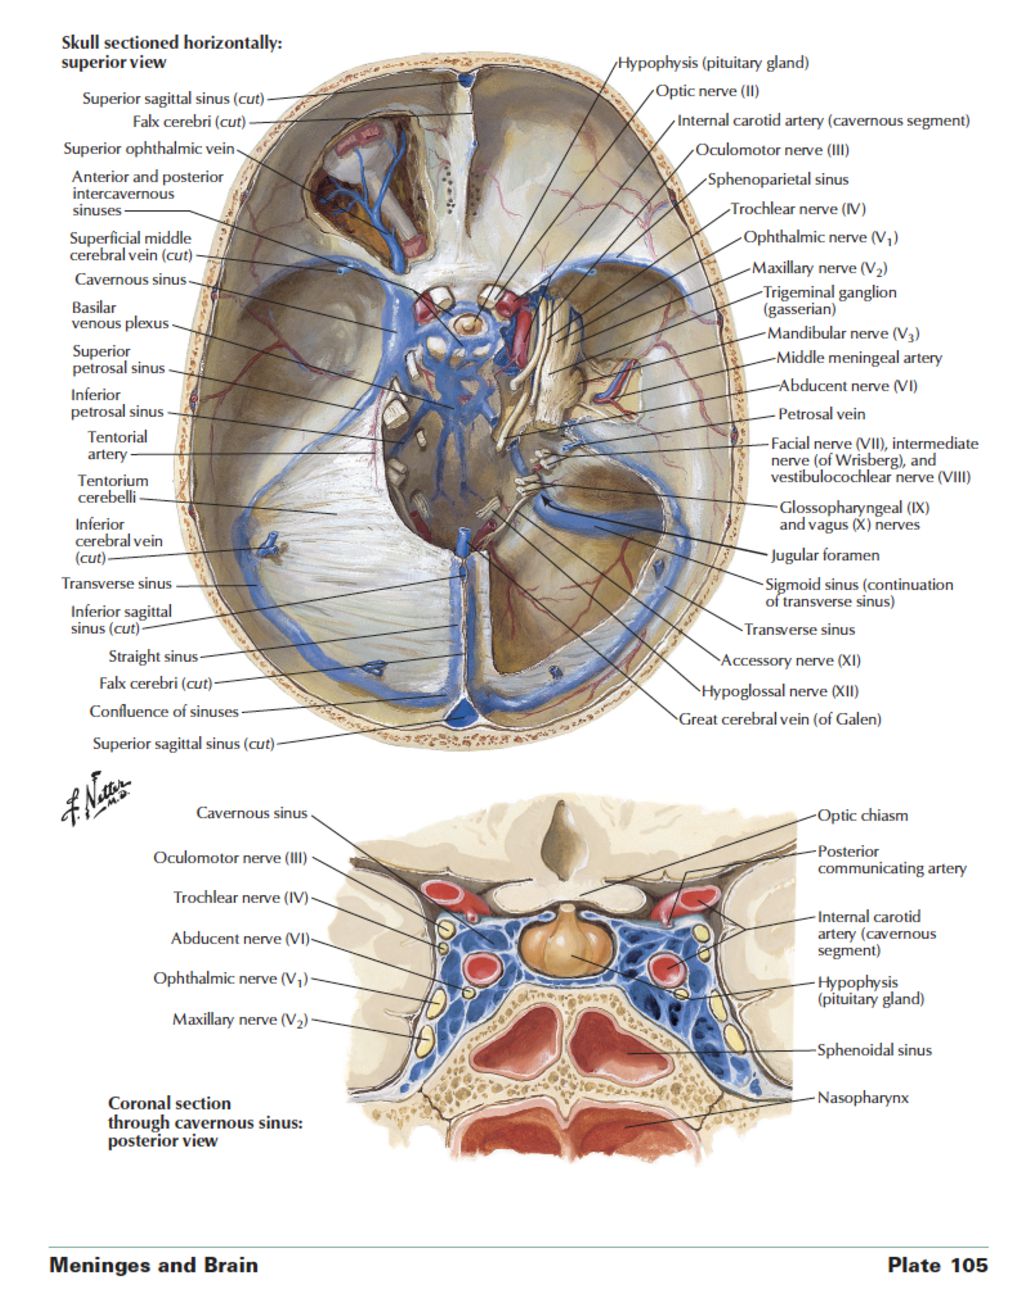 Skull sectioned horizontally:
superior view
Superior sagittal sinus (cut)
Falx cerebri (cut)
Superior ophthalmic vein
Anterior and posterior
intercavernous
sinuses
Superficial middle
cerebral vein (cut)
Cavernous sinus
Basilar
venous plexus
Superior
petrosal sinus
Inferior
petrosal sinus
Tentorial
artery
Tentorium
cerebelli
Inferior
cerebral vein
(cut)
Transverse sinus
Inferior sagittal
sinus (cut)
Straight sinus
Falx cerebri (cut)
Confluence of sinuses
Superior sagittal sinus (cut)
Hypophysis (pituitary gland)
Optic nerve (II)
Internal carotid artery (cavernous segment)
Oculomotor nerve (III)
Sphenoparietal sinus
Trochlear nerve (IV)
Ophthalmic nerve (V₁)
Maxillary nerve (V₂)
Trigeminal ganglion
(gasserian)
Mandibular nerve (V₃)
Middle meningeal artery
Abducent nerve (VI)
Petrosal vein
Facial nerve (VII), intermediate
nerve (of Wrisberg), and
vestibulocochlear nerve (VIII)
Glossopharyngeal (IX)
and vagus (X) nerves
Jugular foramen
Sigmoid sinus (continuation
of transverse sinus)
Transverse sinus
Accessory nerve (XI)
Hypoglossal nerve (XII)
Great cerebral vein (of Galen)
F. Netter
M.D.
Cavernous sinus
Oculomotor nerve (III)
Trochlear nerve (IV)
Abducent nerve (VI)
Ophthalmic nerve (V₁)
Maxillary nerve (V₂)
Coronal section
through cavernous sinus:
posterior view
Optic chiasm
Posterior
communicating artery
Internal carotid
artery (cavernous
segment)
Hypophysis
(pituitary gland)
Sphenoidal sinus
Nasopharynx
Meninges and Brain
Plate 105